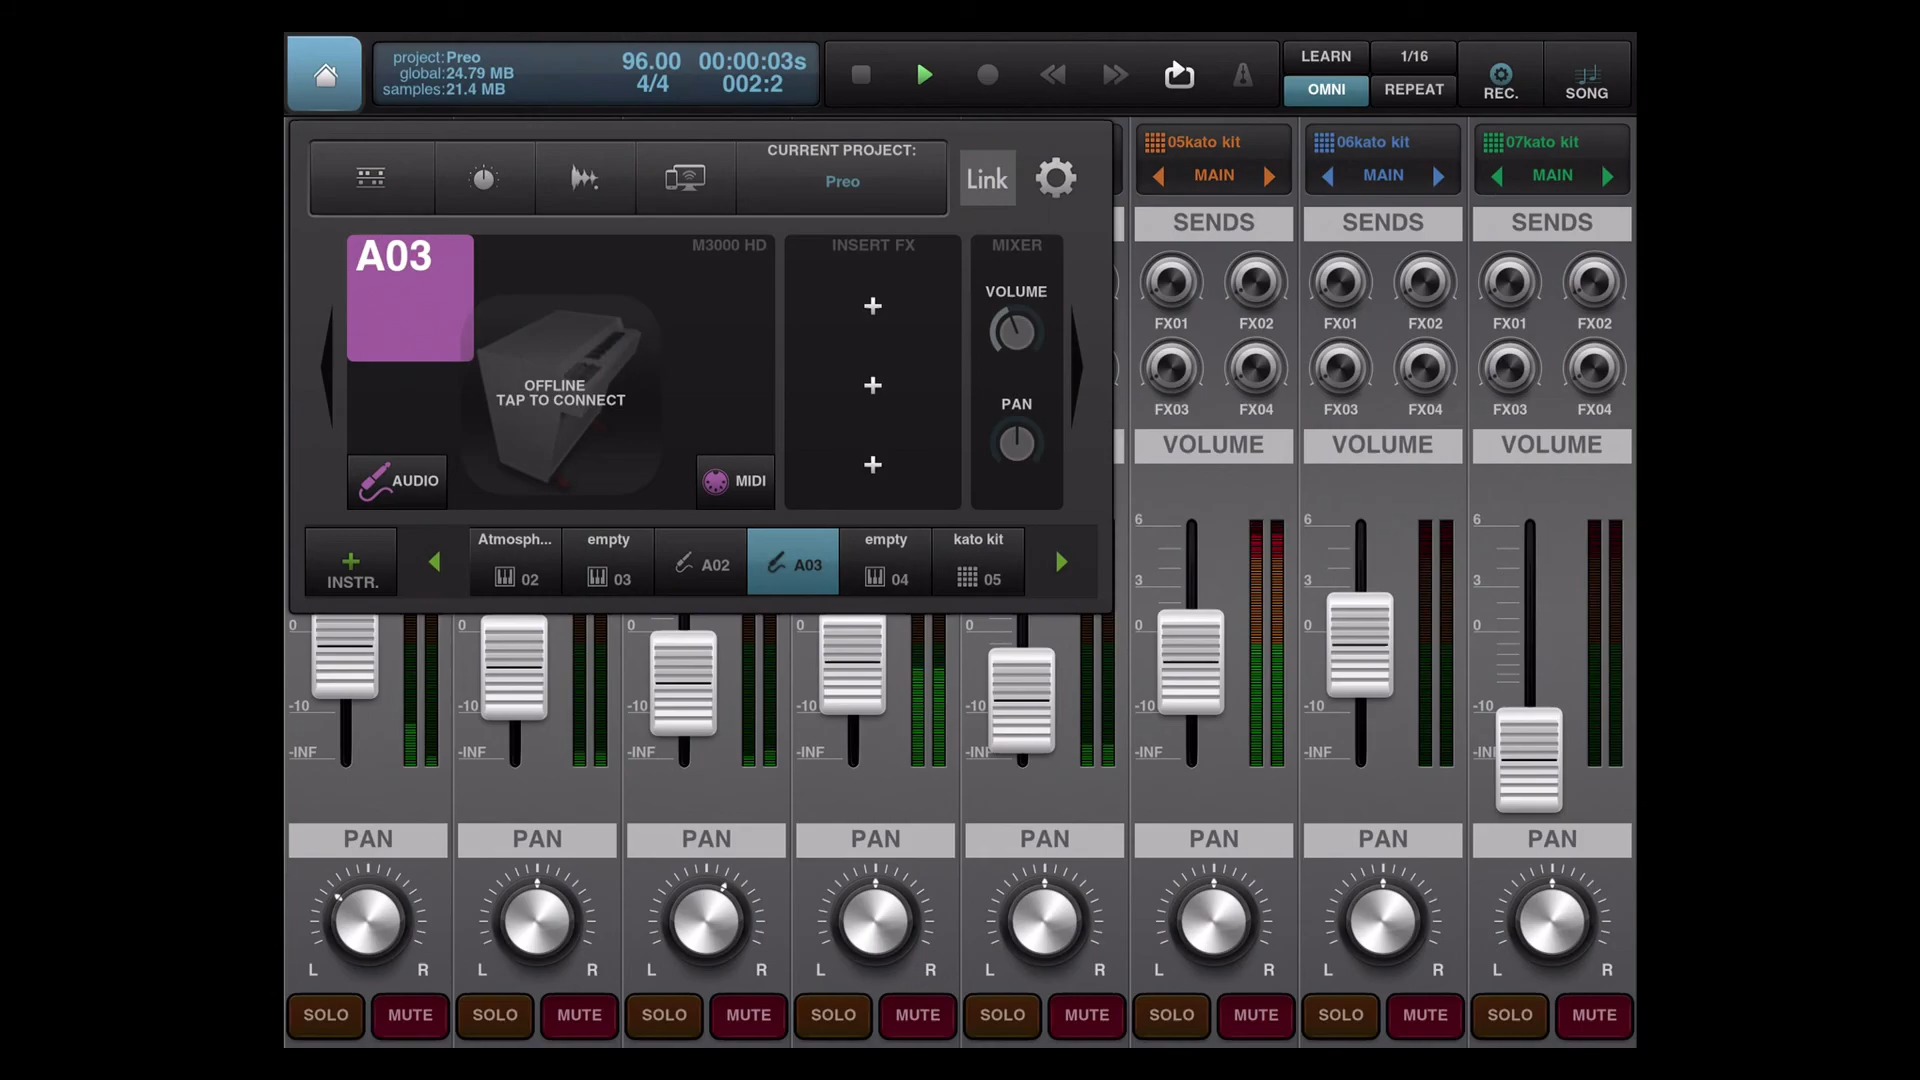 project:Preo
global:24.79 MB
samples:21.4 MB
96.00
4/4
00:00:03s
002:2
LEARN
OMNI
1/16
REPEAT
REC.
SONG
CURRENT PROJECT:
Preo
Link
05kato kit
MAIN
06kato kit
MAIN
07kato kit
MAIN
A03
M3000 HD
OFFLINE
TAP TO CONNECT
AUDIO
MIDI
INSERT FX
+
+
+
MIXER
VOLUME
PAN
SENDS SENDS SENDS
FX01 FX02 FX01 FX02 FX01 FX02
FX03 FX04 FX03 FX04 FX03 FX04
VOLUME VOLUME VOLUME
+
INSTR.
Atmosph...
02
empty
03
A02
A03
empty
04
kato kit
05
6 6 6
3 3 3
0 0 0 0 0 0 0 0
-10 -10 -10 -10 -10 -10 -10 -10
-INF -INF -INF -INF -INF -INF -INF
PAN PAN PAN PAN PAN PAN PAN PAN
L R L R L R L R L R L R L R L R
SOLO MUTE SOLO MUTE SOLO MUTE SOLO MUTE SOLO MUTE SOLO MUTE SOLO MUTE SOLO MUTE